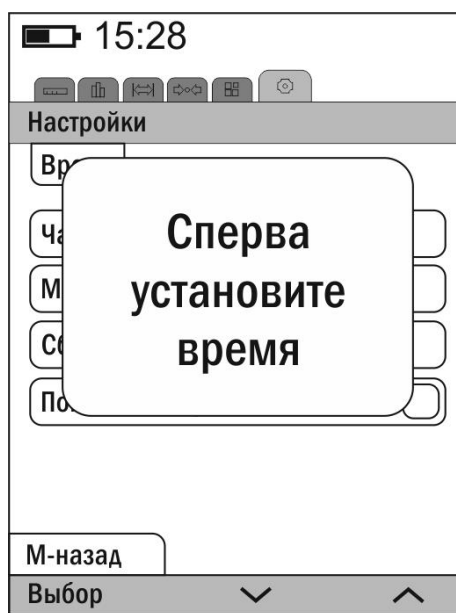 15:28
Настройки
Сперва
установите
время
М-назад
Выбор